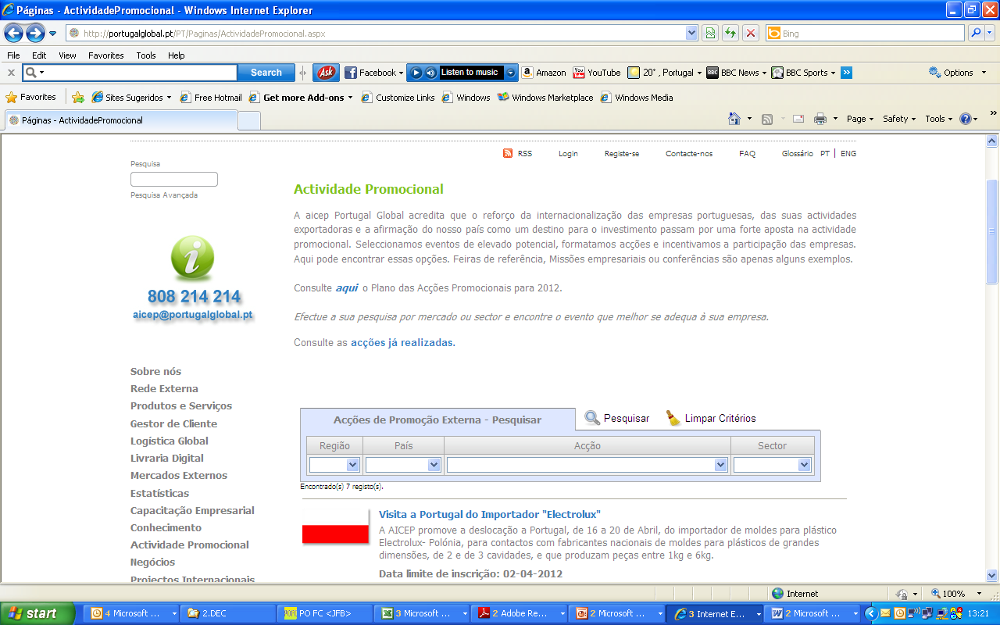 Páginas - ActividadePromocional - Windows Internet Explorer
http://portugalglobal.pt/PT/Paginas/ActividadePromocional.aspx
Bing
File Edit View Favorites Tools Help
Search
Ask
Facebook
Listen to music
Amazon
YouTube
20° , Portugal
BBC News
BBC Sports
Options
Favorites
Sites Sugeridos
Free Hotmail
Get more Add-ons
Customize Links
Windows
Windows Marketplace
Windows Media
Páginas - ActividadePromocional
Page
Safety
Tools
RSS Login Registe-se Contacte-nos FAQ Glossário PT | ENG
Pesquisa
Pesquisa Avançada
808 214 214
aicep@portugalglobal.pt
Sobre nós
Rede Externa
Produtos e Serviços
Gestor de Cliente
Logística Global
Livraria Digital
Mercados Externos
Estatísticas
Capacitação Empresarial
Conhecimento
Actividade Promocional
Negócios
Projectos Internacionais
Actividade Promocional
A aicep Portugal Global acredita que o reforço da internacionalização das empresas portuguesas, das suas actividades
exportadoras e a afirmação do nosso país como um destino para o investimento passam por uma forte aposta na actividade
promocional. Seleccionamos eventos de elevado potencial, formatamos acções e incentivamos a participação das empresas.
Aqui pode encontrar essas opções. Feiras de referência, Missões empresariais ou conferências são apenas alguns exemplos.
Consulte aqui o Plano das Acções Promocionais para 2012.
Efectue a sua pesquisa por mercado ou sector e encontre o evento que melhor se adequa à sua empresa.
Consulte as acções já realizadas.
Acções de Promoção Externa - Pesquisar
Pesquisar
Limpar Critérios
Região País Acção Sector
Encontrado(s) 7 registo(s).
Visita a Portugal do Importador "Electrolux"
A AICEP promove a deslocação a Portugal, de 16 a 20 de Abril, do importador de moldes para plástico
Electrolux- Polónia, para contactos com fabricantes nacionais de moldes para plásticos de grandes
dimensões, de 2 e de 3 cavidades, e que produzam peças entre 1kg e 6kg.
Data limite de inscrição: 02-04-2012
Internet
100%
start
4 Microsoft ...
2.DEC
PO FC <JFB>
3 Microsoft ...
2 Adobe Re...
2 Microsoft ...
3 Internet E...
2 Microsoft ...
13:21